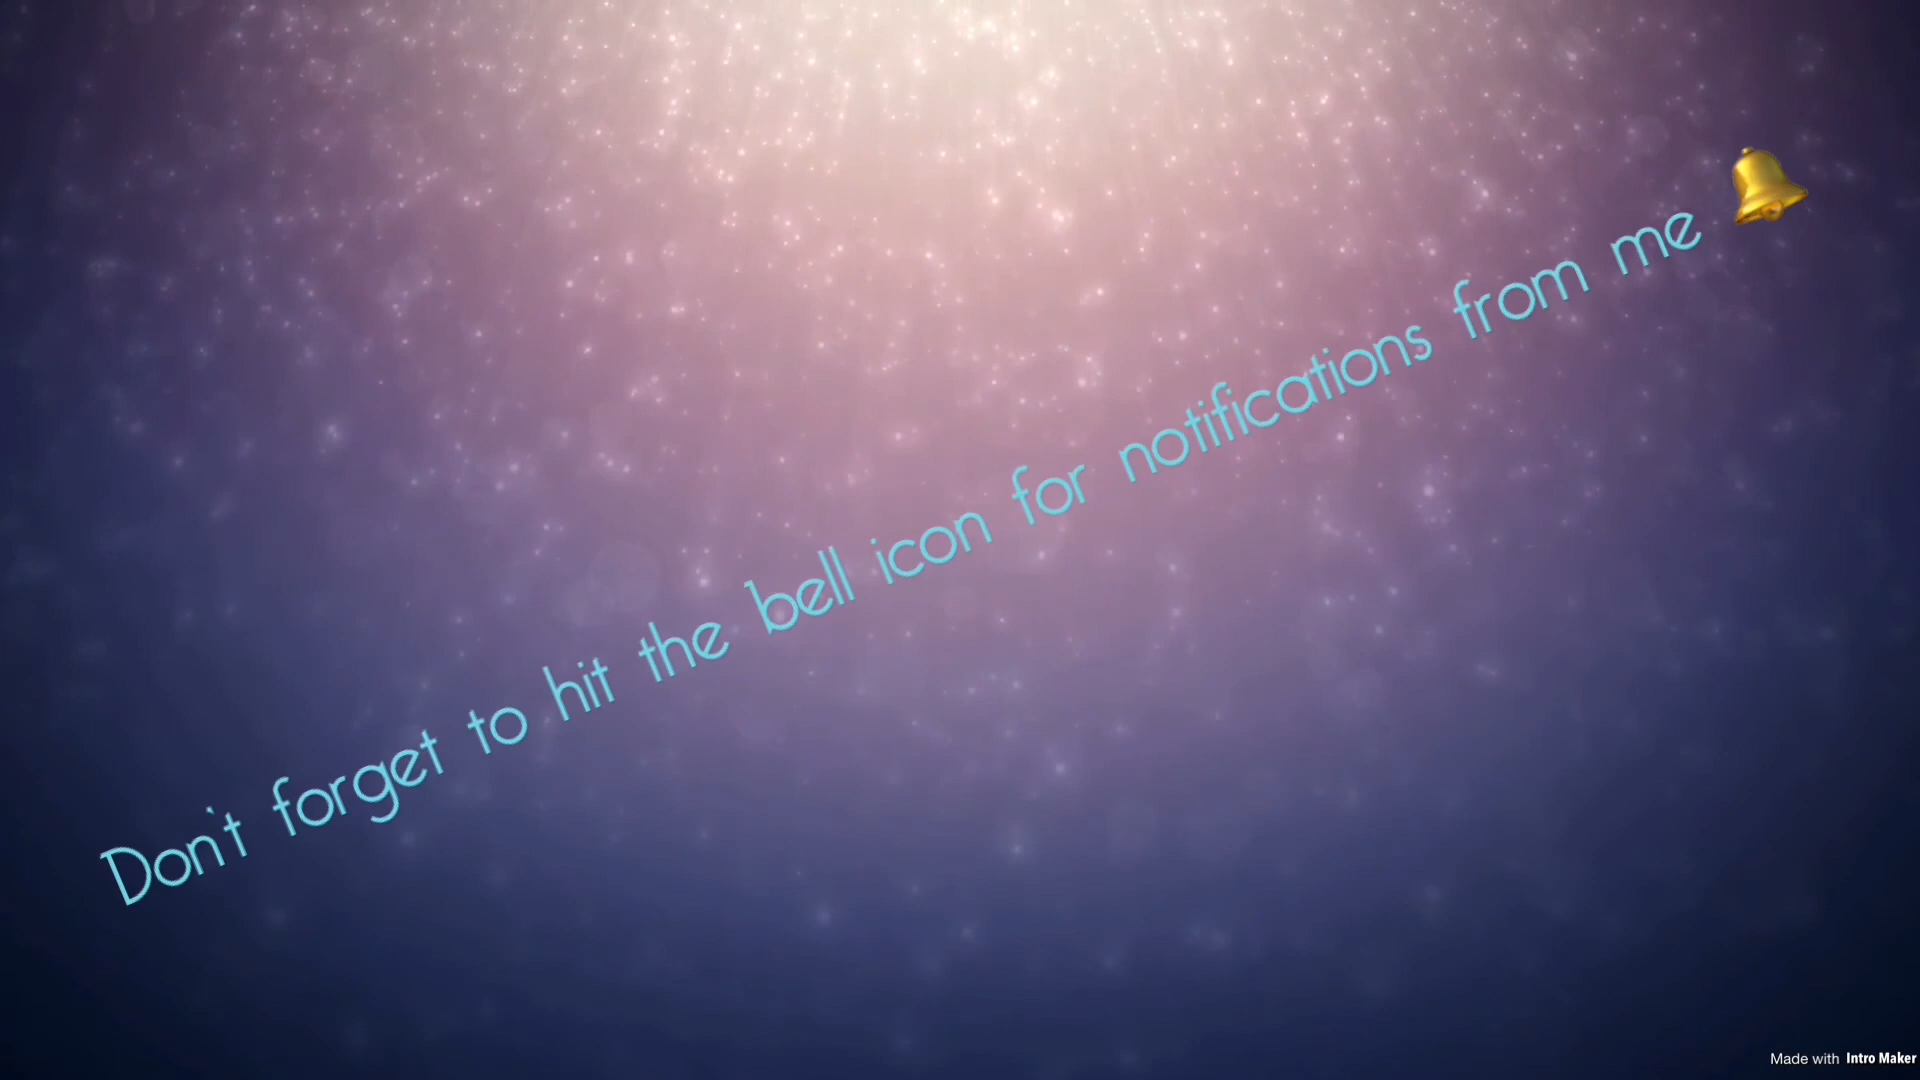 Don't forget to hit the bell icon for notifications from me 🔔
Made with Intro Maker